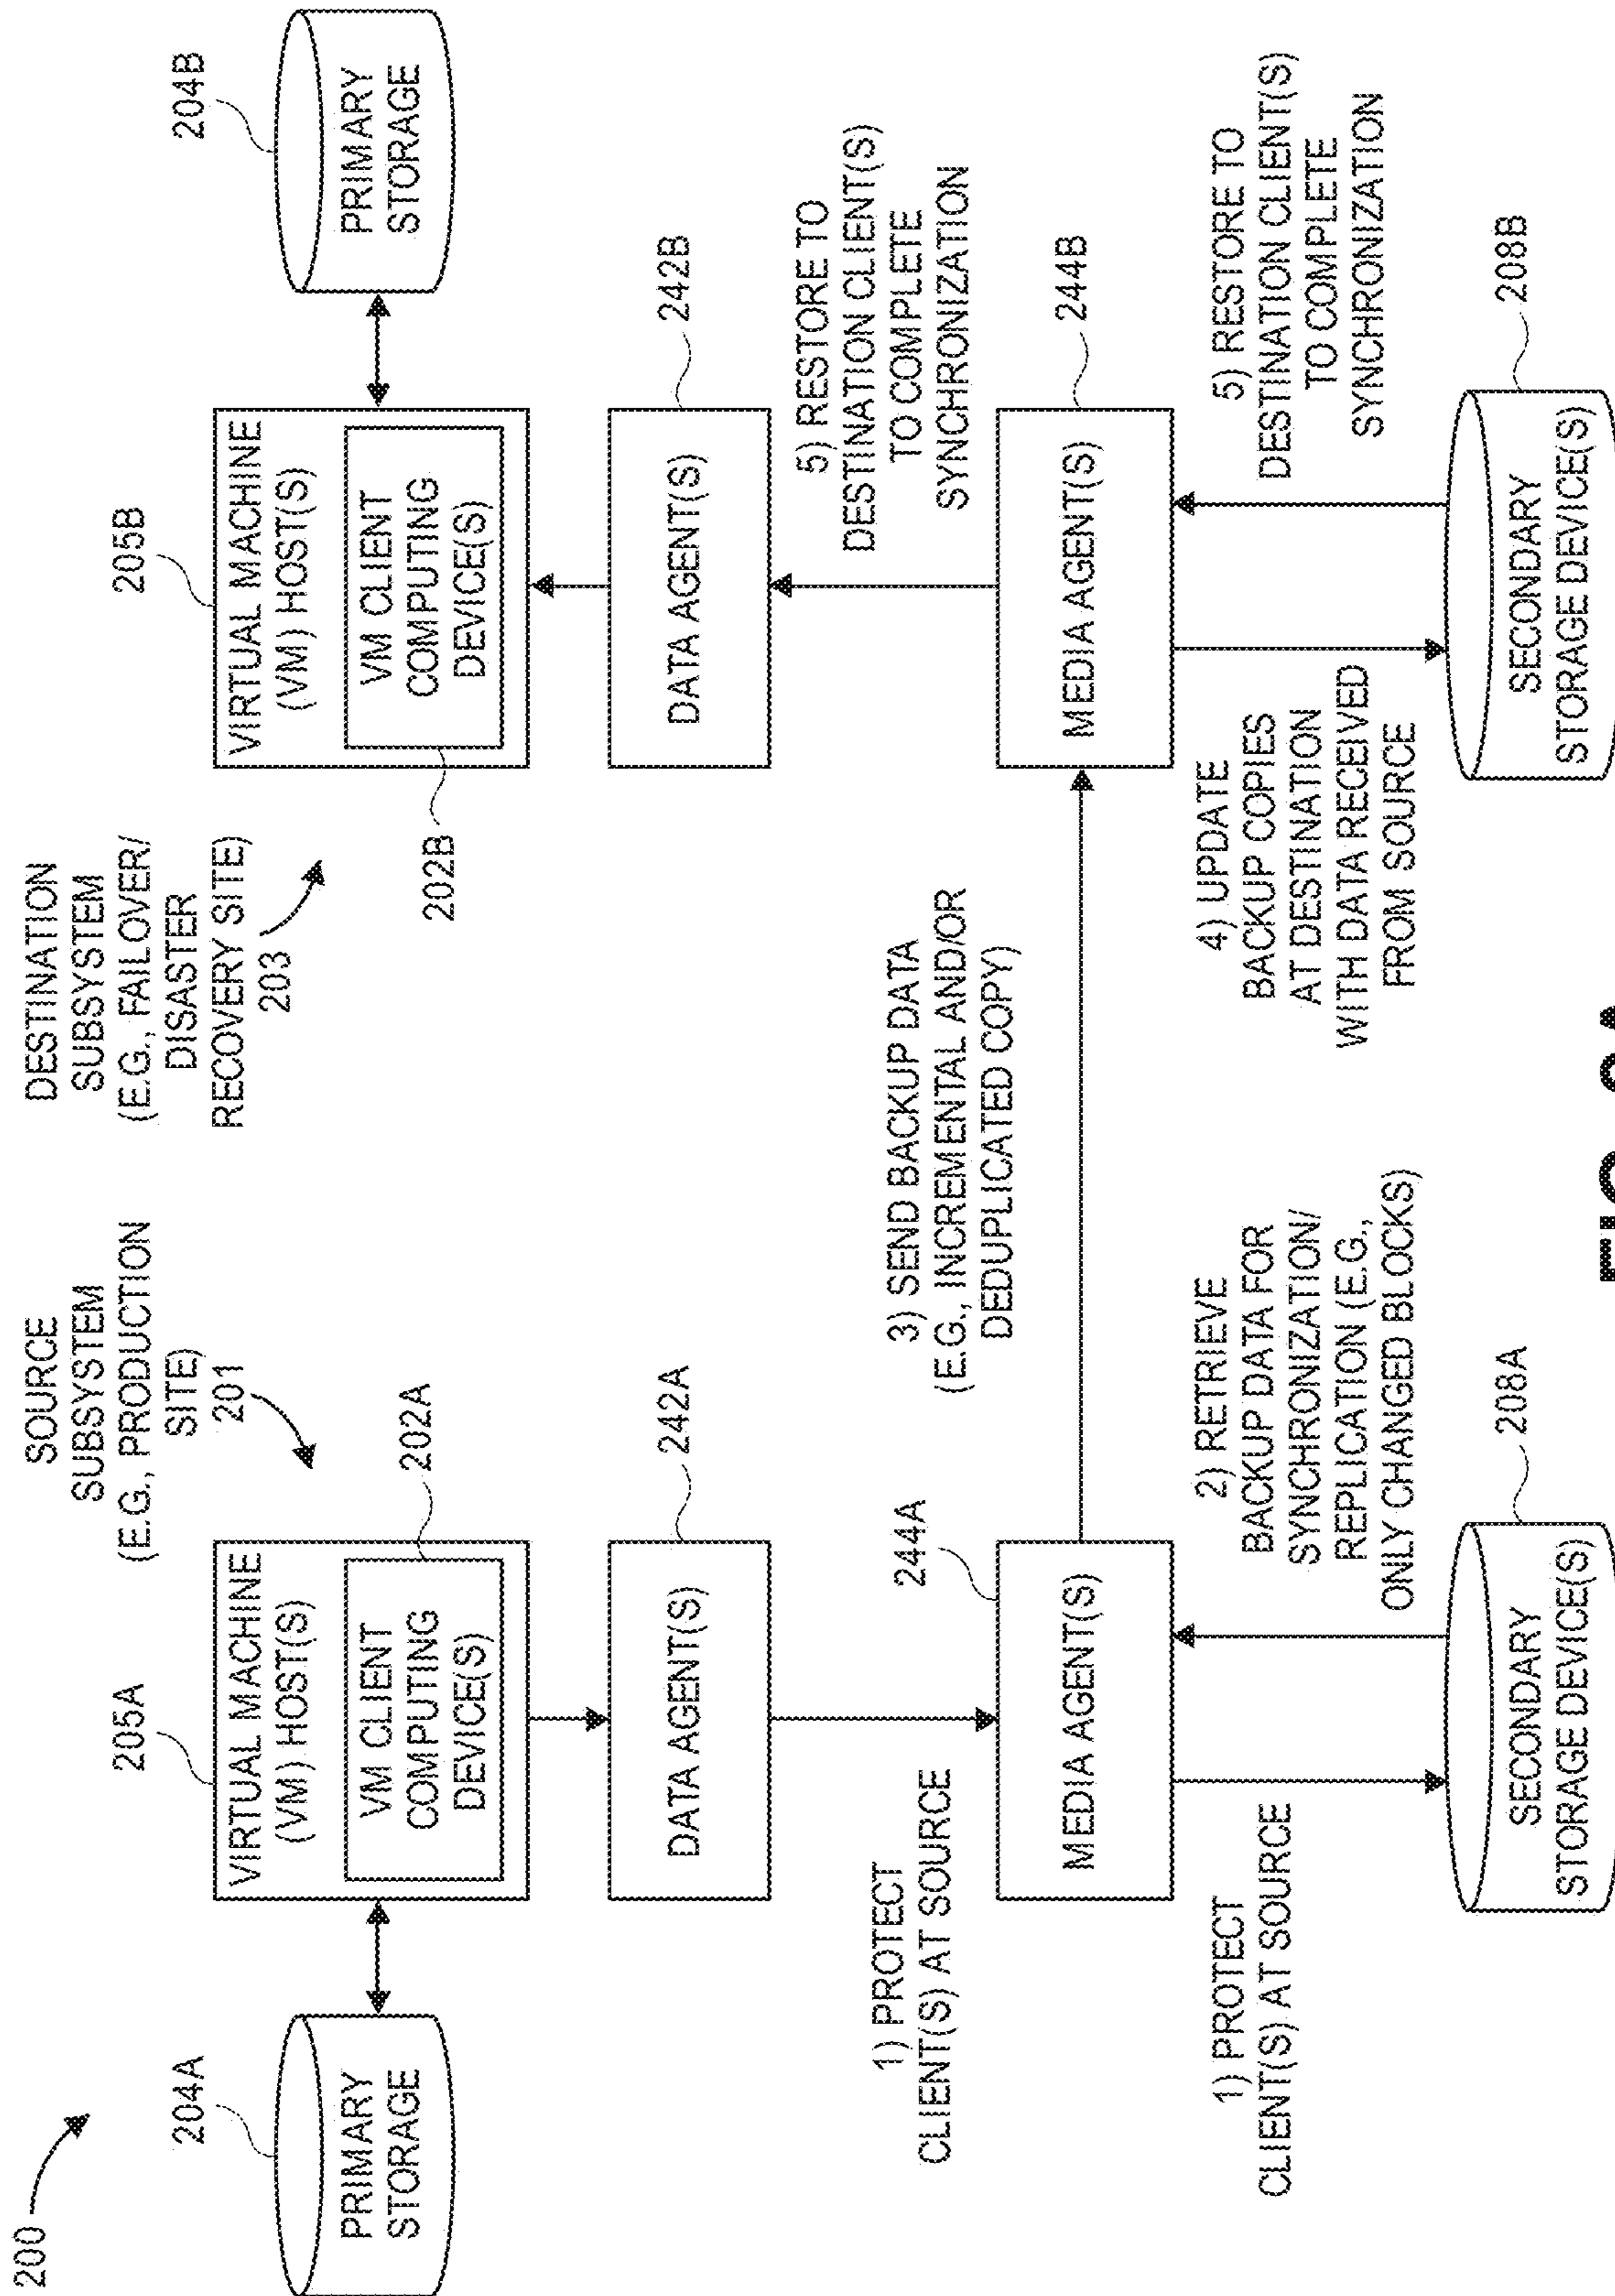 200
SOURCE
SUBSYSTEM
(E.G., PRODUCTION
SITE)
201
DESTINATION
SUBSYSTEM
(E.G., FAILOVER/
DISASTER
RECOVERY SITE)
203
204A
PRIMARY
STORAGE
205A
VIRTUAL MACHINE
(VM) HOST(S)
VM CLIENT
COMPUTING
DEVICE(S)
202A
202B
205B
VIRTUAL MACHINE
(VM) HOST(S)
VM CLIENT
COMPUTING
DEVICE(S)
204B
PRIMARY
STORAGE
DATA AGENT(S)
242A
DATA AGENT(S)
242B
1) PROTECT
CLIENT(S) AT SOURCE
244A
3) SEND BACKUP DATA
(E.G., INCREMENTAL AND/OR
DEDUPLICATED COPY)
5) RESTORE TO
DESTINATION CLIENT(S)
TO COMPLETE
SYNCHRONIZATION
MEDIA AGENT(S)
MEDIA AGENT(S)
244B
1) PROTECT
CLIENT(S) AT SOURCE
2) RETRIEVE
BACKUP DATA FOR
SYNCHRONIZATION/
REPLICATION (E.G.,
ONLY CHANGED BLOCKS)
4) UPDATE
BACKUP COPIES
AT DESTINATION
WITH DATA RECEIVED
FROM SOURCE
5) RESTORE TO
DESTINATION CLIENT(S)
TO COMPLETE
SYNCHRONIZATION
SECONDARY
STORAGE DEVICE(S)
208A
SECONDARY
STORAGE DEVICE(S)
208B